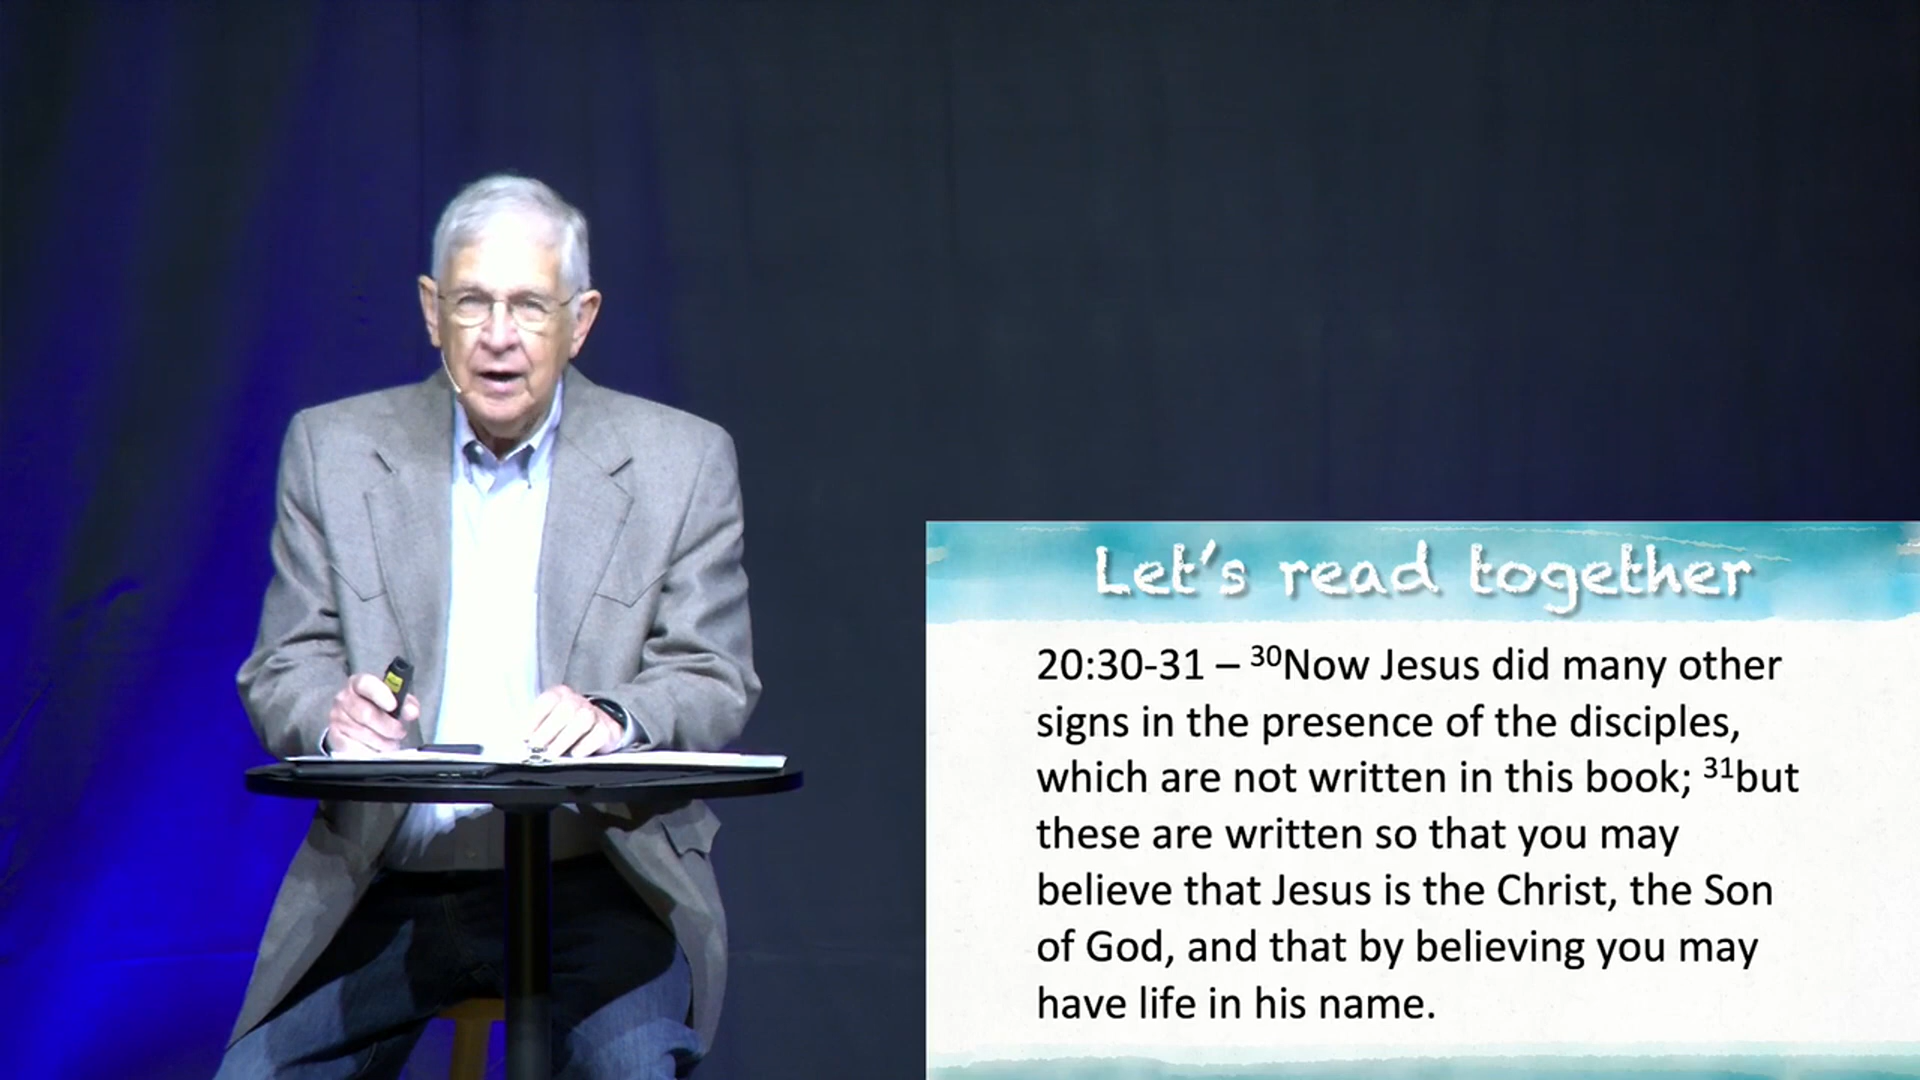 Let's read together
20:30-31 – ³⁰Now Jesus did many other
signs in the presence of the disciples,
which are not written in this book; ³¹but
these are written so that you may
believe that Jesus is the Christ, the Son
of God, and that by believing you may
have life in his name.